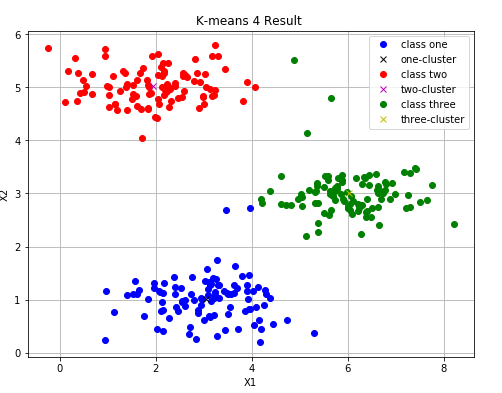 K-means 4 Result
6
5
4
3
2
1
0
X2
0
2
4
6
8
X1
class one
one-cluster
class two
two-cluster
class three
three-cluster